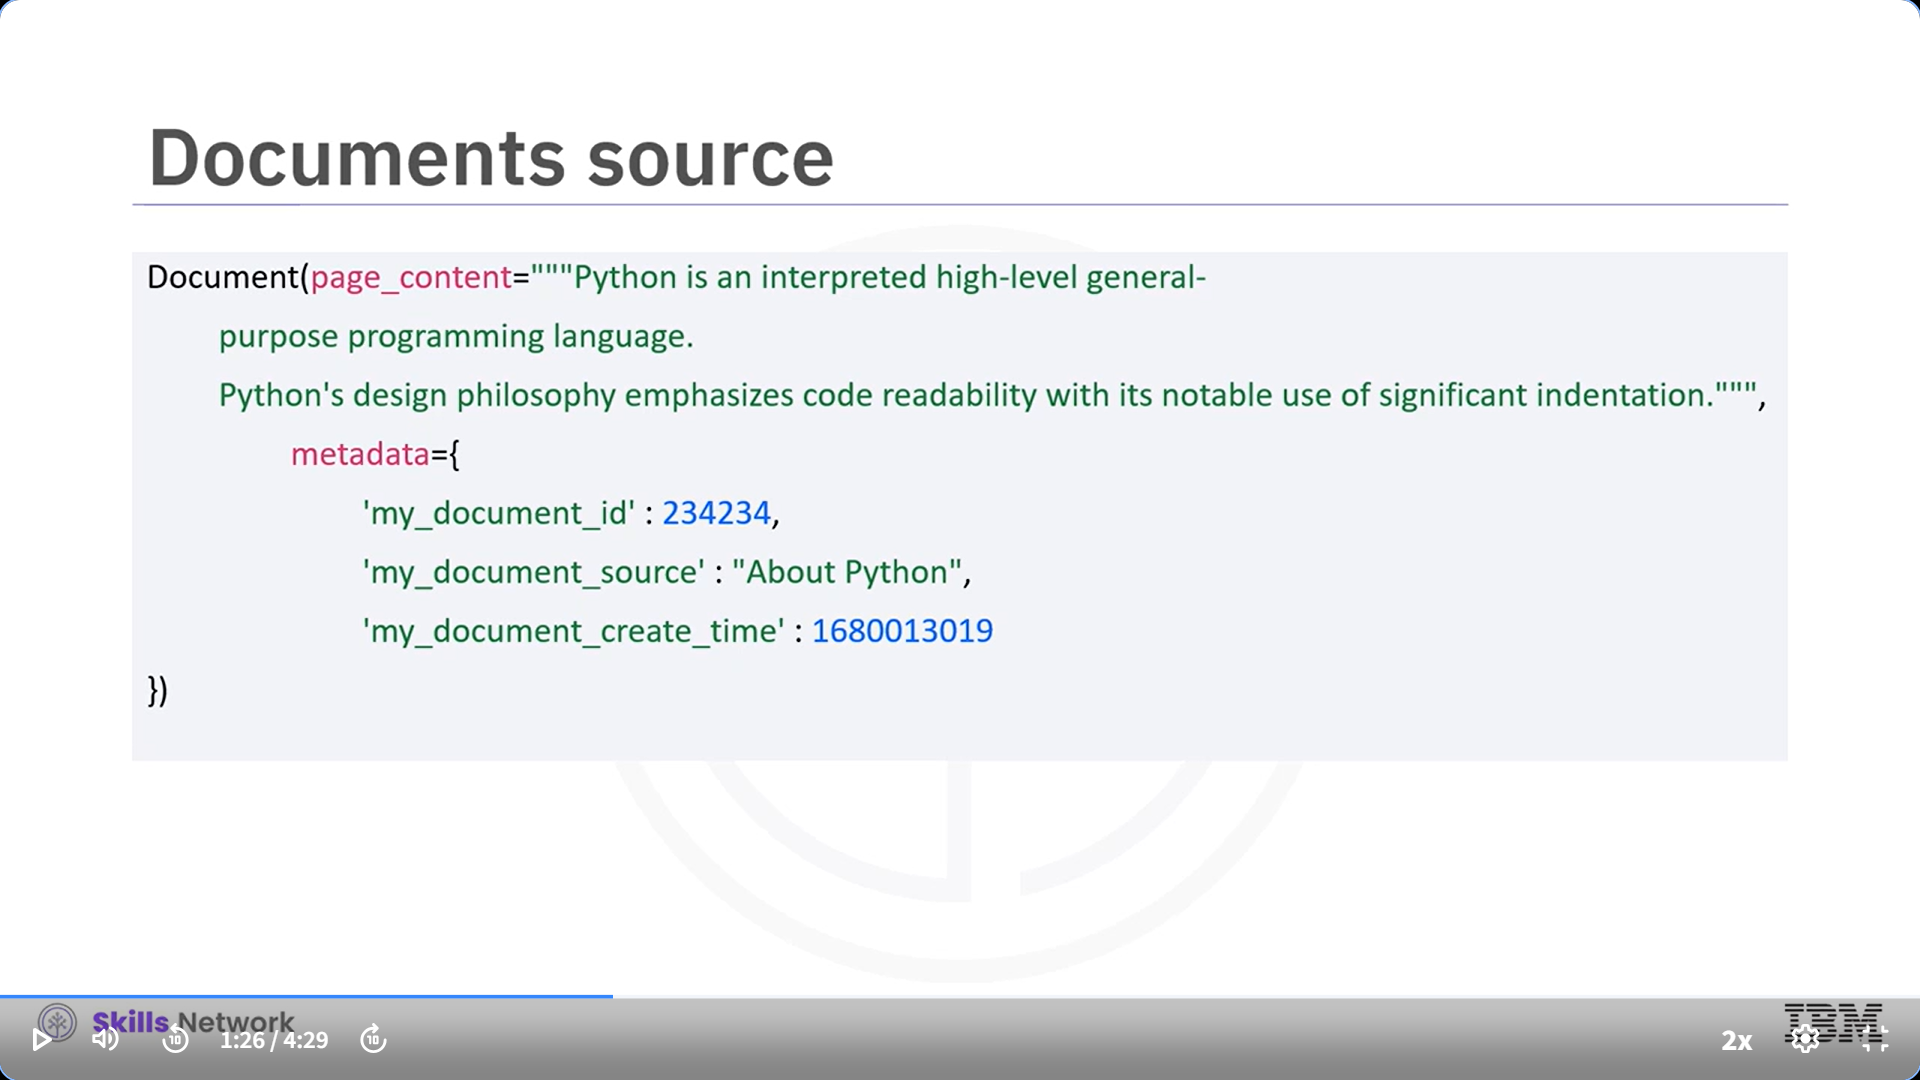 Documents source
Document(page_content="""Python is an interpreted high-level general-
purpose programming language.
Python's design philosophy emphasizes code readability with its notable use of significant indentation.""",
metadata={
'my_document_id' : 234234,
'my_document_source' : "About Python",
'my_document_create_time' : 1680013019
})
Skills Network
IBM
10
1:26 / 4:29
10
2x